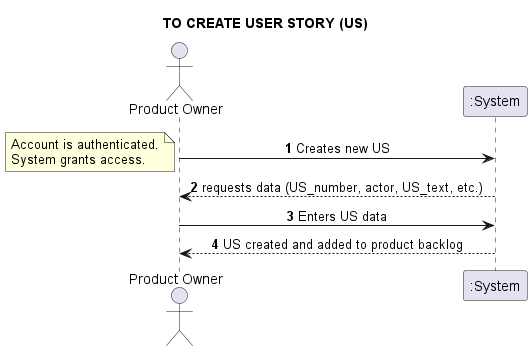 TO CREATE USER STORY (US)
Product Owner
:System
Account is authenticated.
System grants access.
1 Creates new US
2 requests data (US_number, actor, US_text, etc.)
3 Enters US data
4 US created and added to product backlog
Product Owner
:System